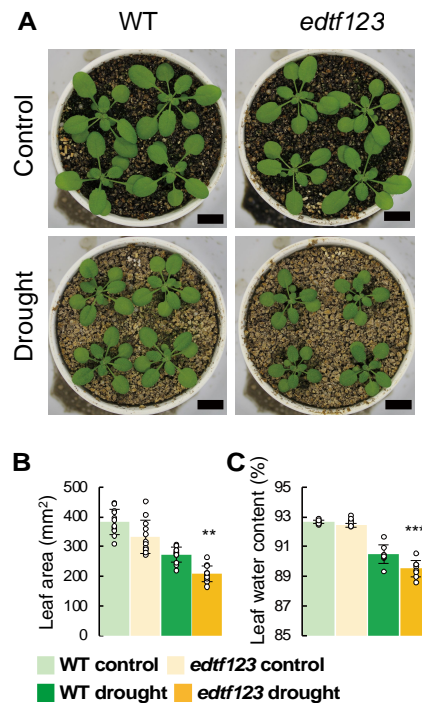 A
WT
edtf123
Control
Drought
B
Leaf area (mm²)
500
400
300
200
100
0
**
C
Leaf water content (%)
93
91
89
87
85
***
WT control
edtf123 control
WT drought
edtf123 drought